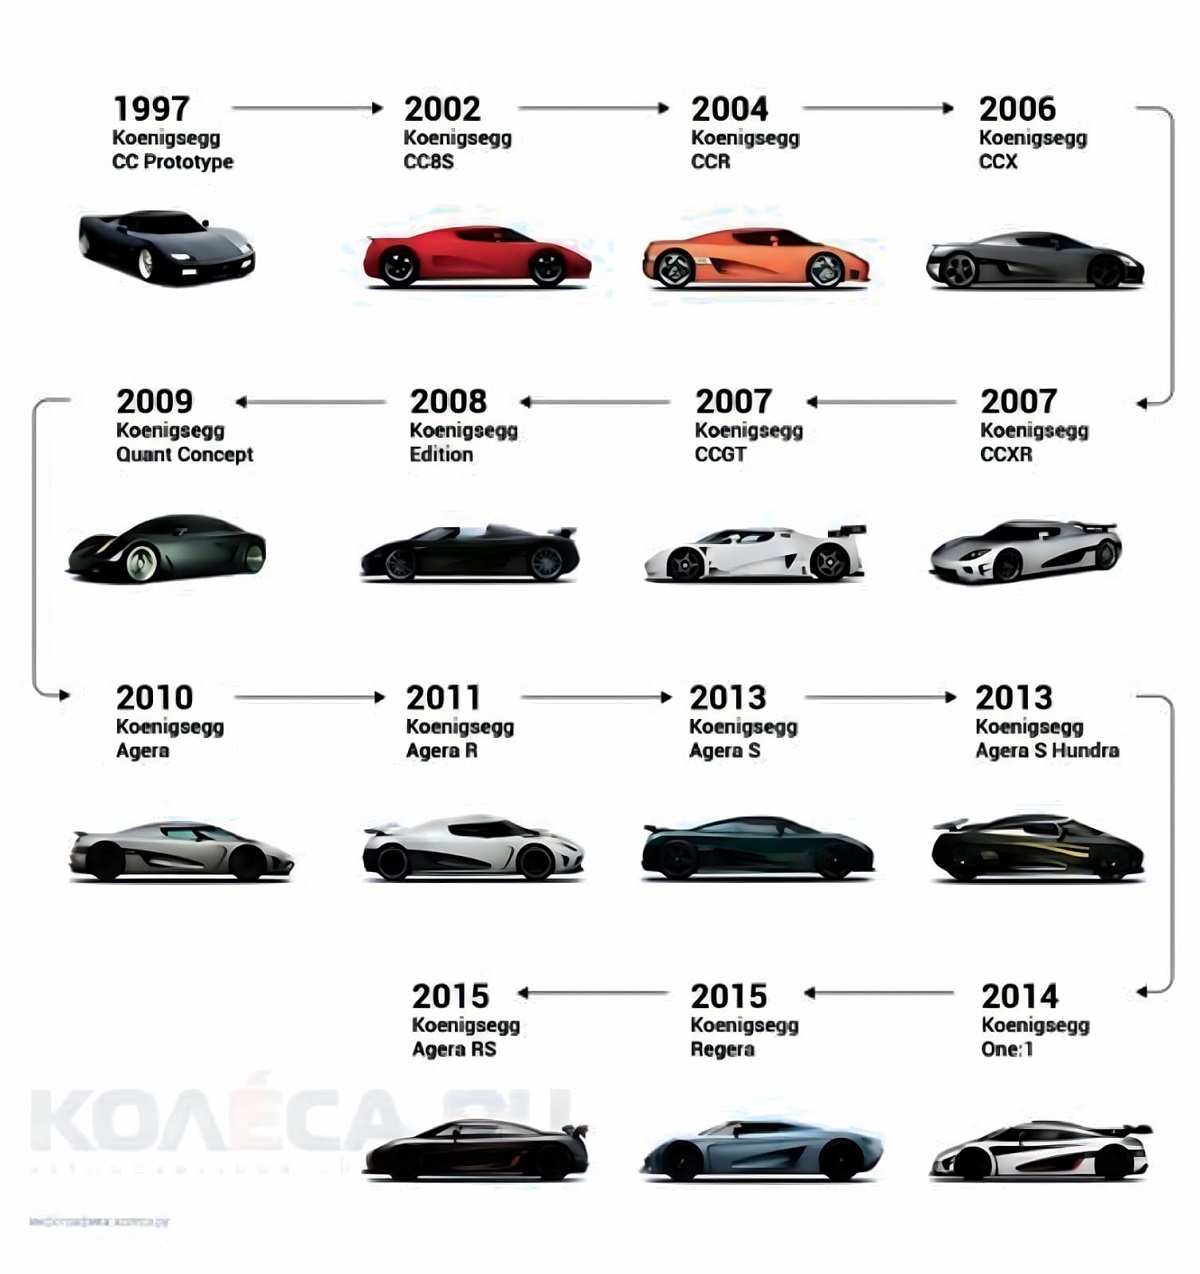 1997
Koenigsegg
CC Prototype
2002
Koenigsegg
CC8S
2004
Koenigsegg
CCR
2006
Koenigsegg
CCX
2007
Koenigsegg
CCXR
2007
Koenigsegg
CCGT
2008
Koenigsegg
Edition
2009
Koenigsegg
Quant Concept
2010
Koenigsegg
Agera
2011
Koenigsegg
Agera R
2013
Koenigsegg
Agera S
2013
Koenigsegg
Agera S Hundra
2014
Koenigsegg
One:1
2015
Koenigsegg
Regera
2015
Koenigsegg
Agera RS
КОЛЁСА.RU